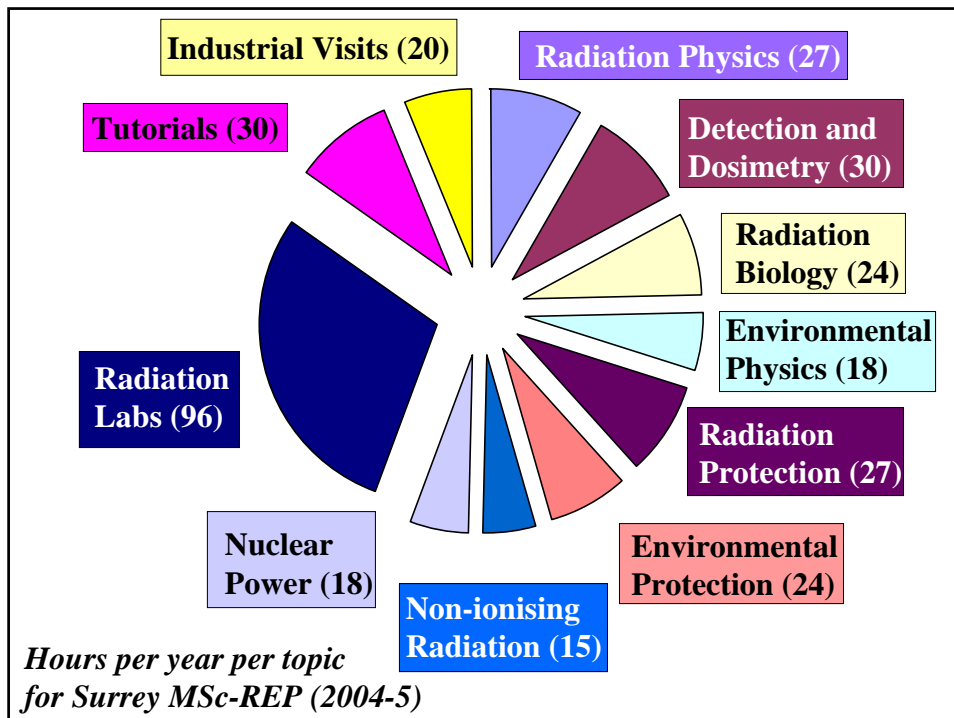 Industrial Visits (20)
Radiation Physics (27)
Tutorials (30)
Detection and
Dosimetry (30)
Radiation
Biology (24)
Environmental
Physics (18)
Radiation
Labs (96)
Radiation
Protection (27)
Nuclear
Power (18)
Environmental
Protection (24)
Non-ionising
Radiation (15)
Hours per year per topic
for Surrey MSc-REP (2004-5)